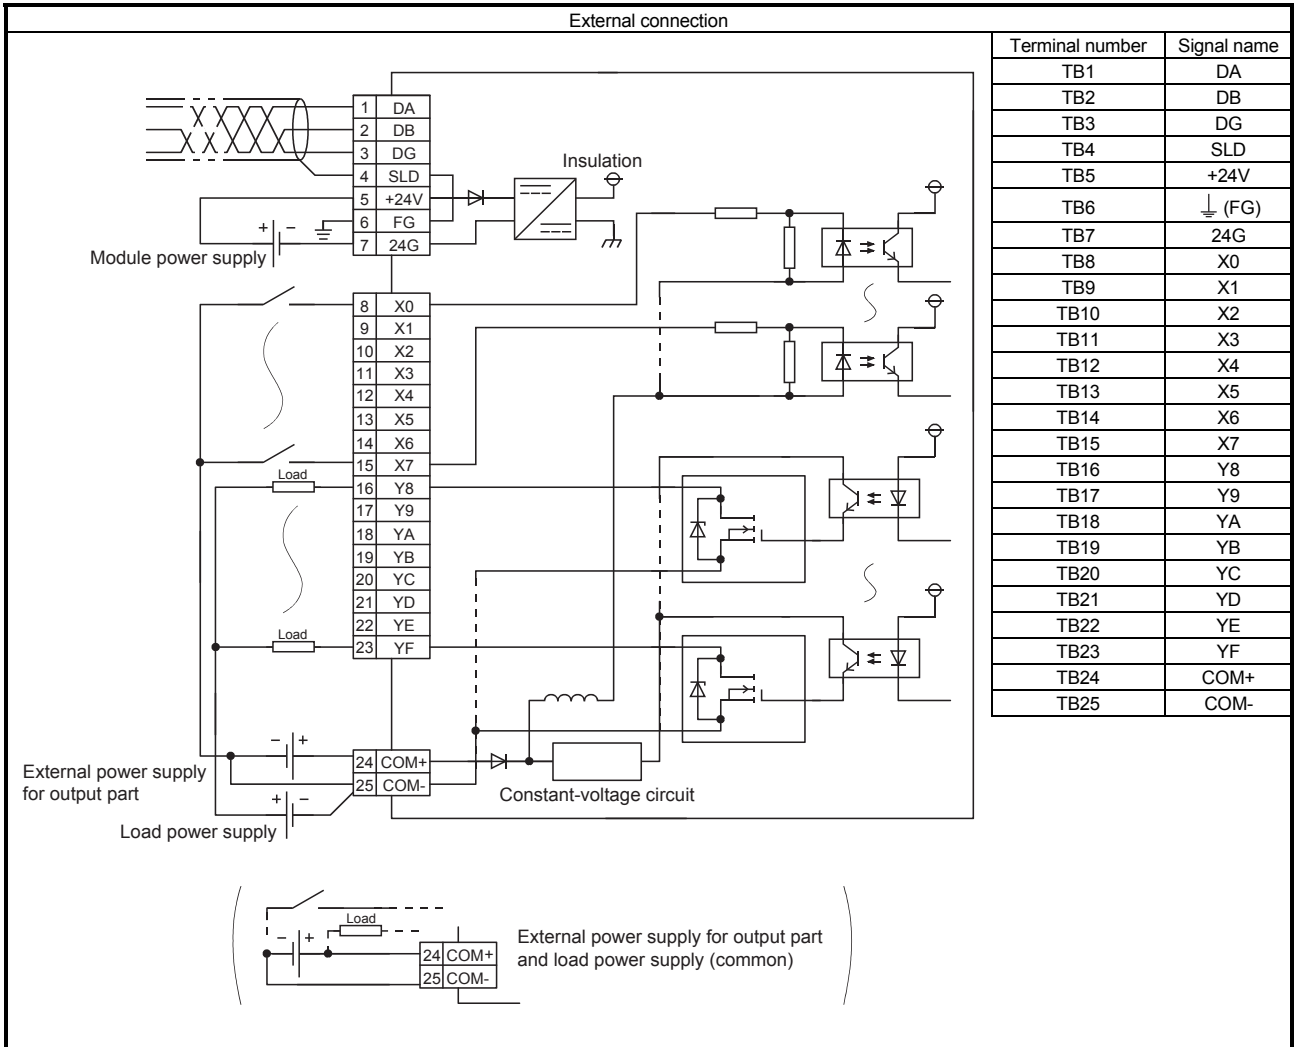 External connection
1 DA
2 DB
3 DG
4 SLD
5 +24V
6 FG
7 24G
Insulation
+ −
Module power supply
8 X0
9 X1
10 X2
11 X3
12 X4
13 X5
14 X6
15 X7
Load
16 Y8
17 Y9
18 YA
19 YB
20 YC
21 YD
22 YE
Load
23 YF
− +
24 COM+
25 COM-
External power supply
for output part
+ −
Load power supply
Constant-voltage circuit
Load
− +
24 COM+
25 COM-
External power supply for output part
and load power supply (common)
Terminal number Signal name
TB1 DA
TB2 DB
TB3 DG
TB4 SLD
TB5 +24V
TB6 (FG)
TB7 24G
TB8 X0
TB9 X1
TB10 X2
TB11 X3
TB12 X4
TB13 X5
TB14 X6
TB15 X7
TB16 Y8
TB17 Y9
TB18 YA
TB19 YB
TB20 YC
TB21 YD
TB22 YE
TB23 YF
TB24 COM+
TB25 COM-